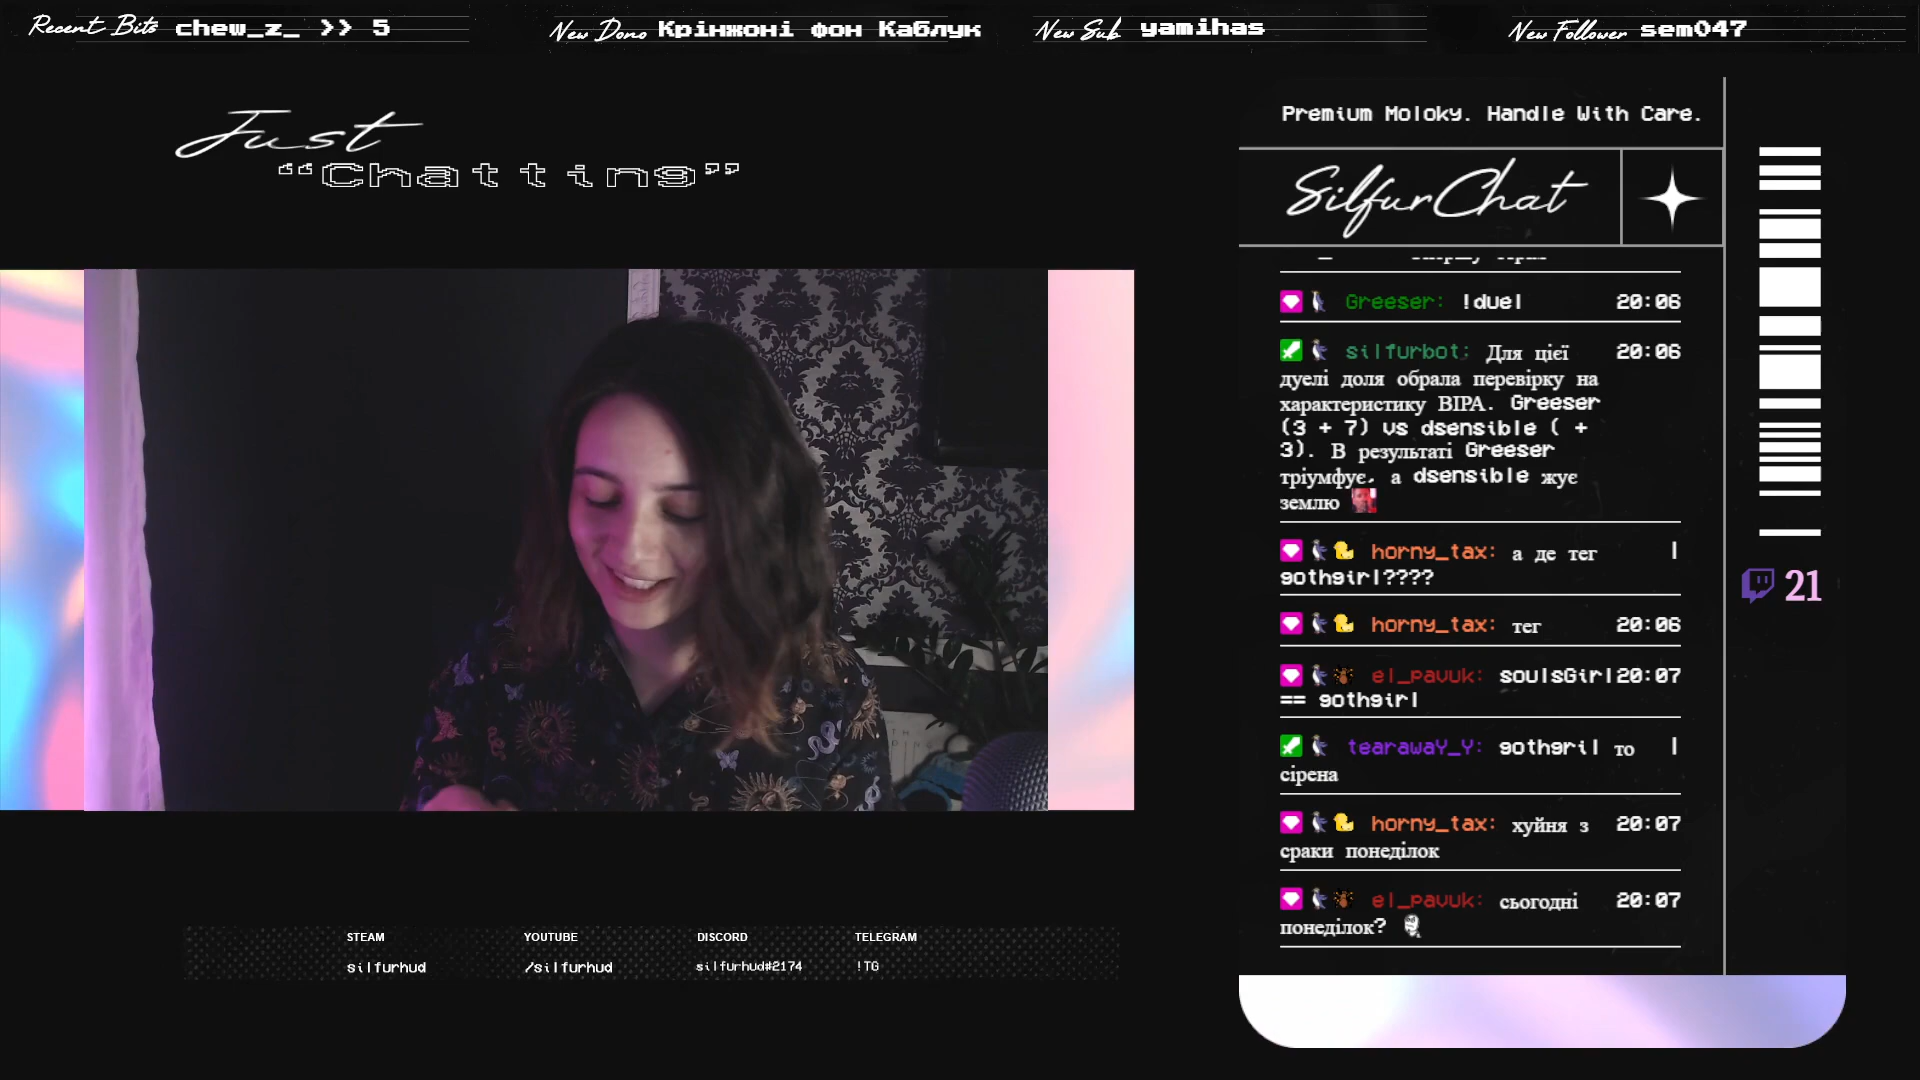 Recent Bits chew_z_ >> 5
New Dono Крінжоні фон Каблук
New Sub yamihas
New Follower sem047
Just
“Chatting”
Premium Moloky. Handle With Care.
SilfurChat
Greeser: !duel 20:06
silfurbot: Для цієї 20:06
дуелі доля обрала перевірку на
характеристику ВІРА. Greeser
(3 + 7) vs dsensible ( +
3). В результаті Greeser
тріумфує, а dsensible жує
землю
horny_tax: а де тег
gothgirl????
horny_tax: тег 20:06
el_pavuk: soulsGirl 20:07
== gothgirl
tearawaY_Y: gothgril то
сірена
horny_tax: хуйня з 20:07
сраки понеділок
el_pavuk: сьогодні 20:07
понеділок?
21
STEAM
silfurhud
YOUTUBE
/silfurhud
DISCORD
silfurhud#2174
TELEGRAM
!TG